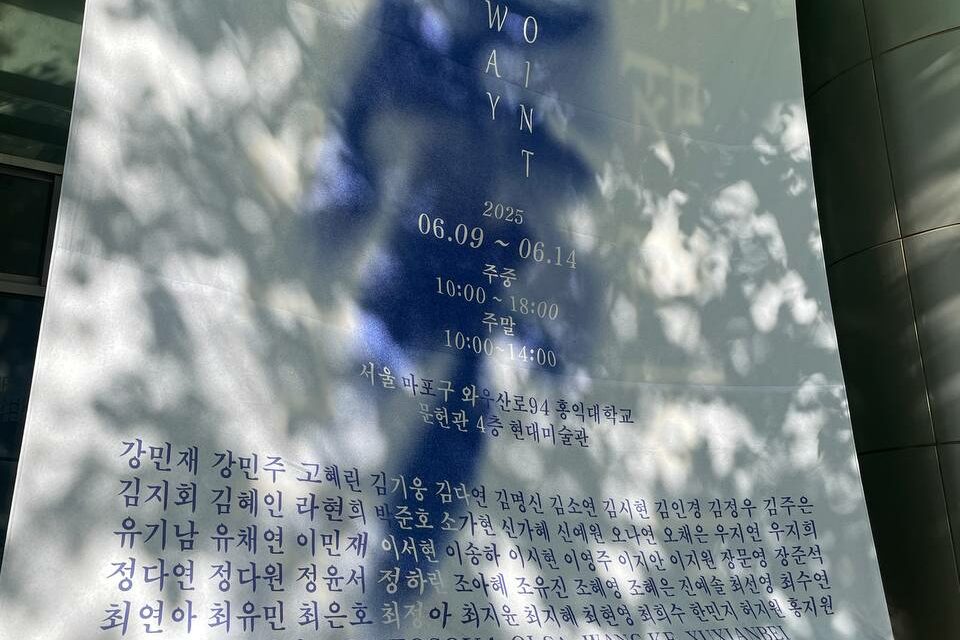 WAY
OINT
2025
06.09 ~ 06.14
주중
10:00 ~ 18:00
주말
10:00~14:00
서울 마포구 와우산로94 홍익대학교
문헌관 4층 현대미술관
강민재 강민주 고혜린 김기웅 김다연 김명신 김소연 김시현 김인경 김정우 김주은
김지회 김혜인 라현희 박준호 소가현 신가혜 신예원 오나연 오채은 우지연 우지희
유기남 유채연 이민재 이서현 이송하 이시현 이영주 이지안 이지원 장문영 장준석
정다연 정다원 정윤서 정하린 조아혜 조유진 조혜영 조혜은 진예솔 최선영 최수연
최연아 최유민 최은호 최정아 최지윤 최지혜 최현영 최희수 한민지 허지원 홍지원